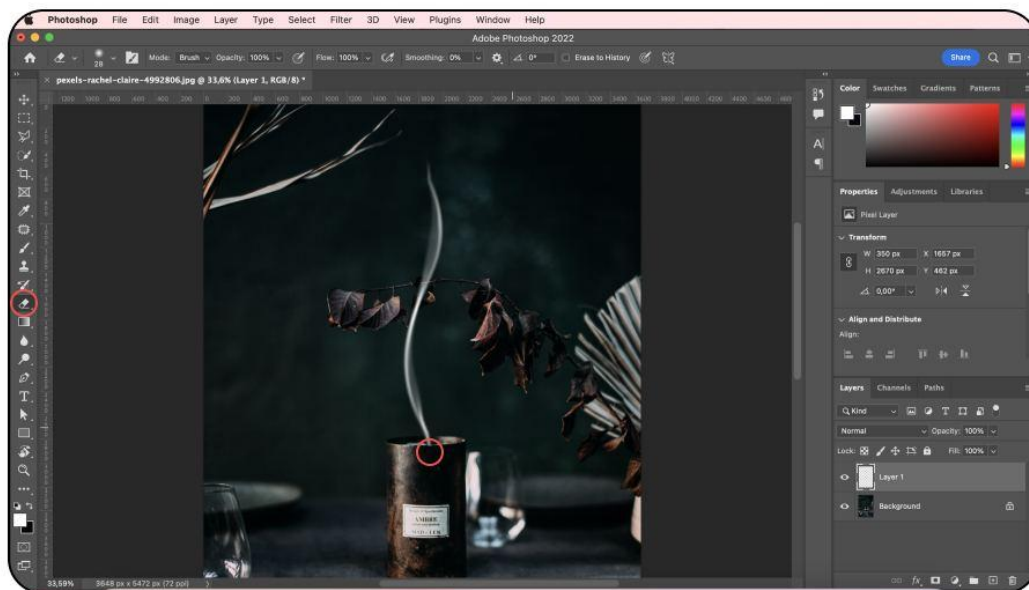 Photoshop File Edit Image Layer Type Select Filter 3D View Plugins Window Help
Adobe Photoshop 2022
28 Mode: Brush Opacity: 100% Flow: 100% Smoothing: 0% 0° Erase to History Share
× pexels-rachel-claire-4992806.jpg @ 33,6% (Layer 1, RGB/8) *
Color Swatches Gradients Patterns
Properties Adjustments Libraries
Pixel Layer
Transform
W 350 px X 1657 px
H 2670 px Y 462 px
0,00°
Align and Distribute
Align:
Layers Channels Paths
Kind
Normal Opacity: 100%
Lock: Fill: 100%
Layer 1
Background
AMBRE
33,59% 3648 px x 5472 px (72 ppi)